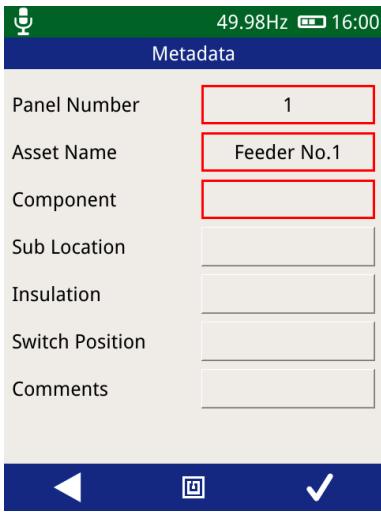 49.98Hz 16:00
Metadata
Panel Number 1
Asset Name Feeder No.1
Component
Sub Location
Insulation
Switch Position
Comments